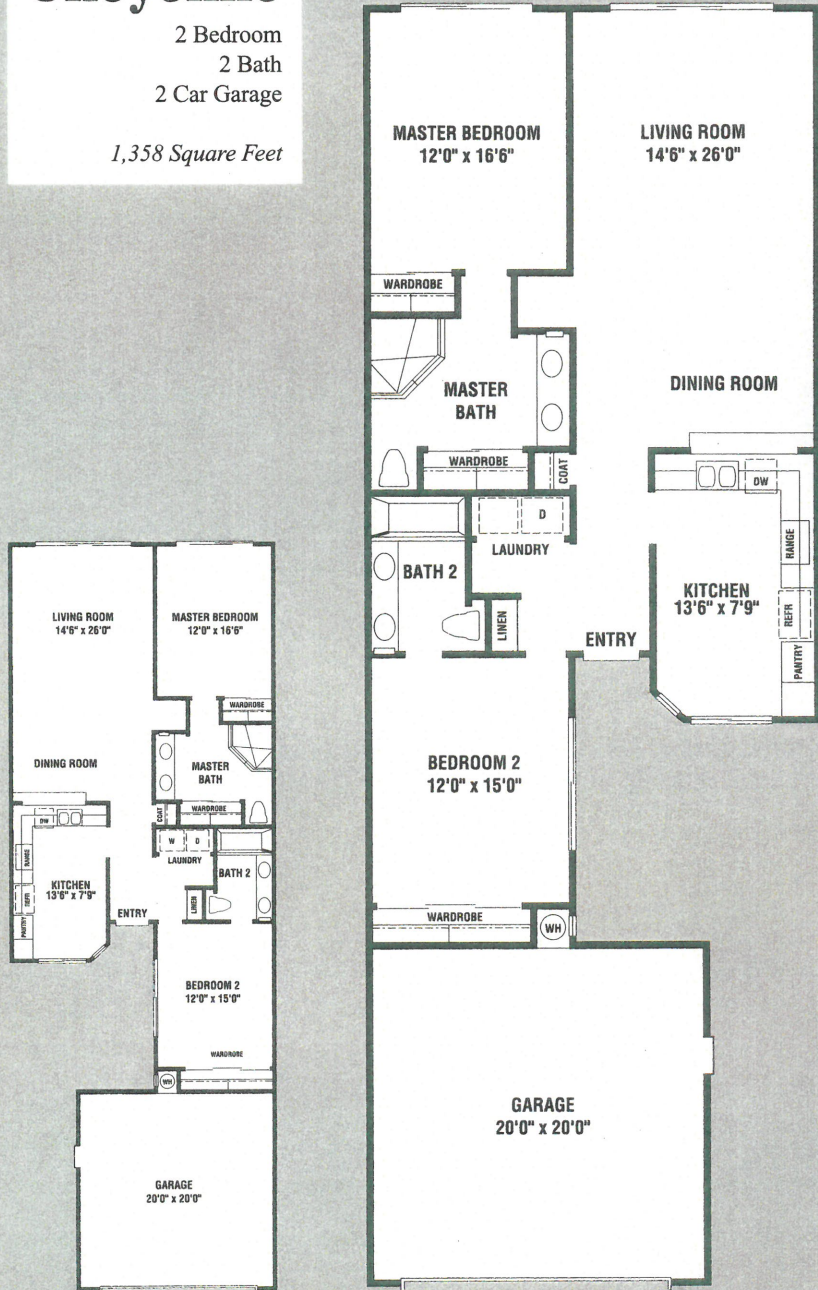 2 Bedroom
2 Bath
2 Car Garage
1,358 Square Feet
MASTER BEDROOM
12'0" x 16'6"
LIVING ROOM
14'6" x 26'0"
WARDROBE
MASTER
BATH
DINING ROOM
WARDROBE
COAT
DW
D
LAUNDRY
RANGE
BATH 2
KITCHEN
13'6" x 7'9"
REFR
LINEN
ENTRY
PANTRY
BEDROOM 2
12'0" x 15'0"
WARDROBE
WH
GARAGE
20'0" x 20'0"
LIVING ROOM
14'6" x 26'0"
MASTER BEDROOM
12'0" x 16'6"
WARDROBE
DINING ROOM
MASTER
BATH
COAT
WARDROBE
DW
W
D
LAUNDRY
RANGE
BATH 2
KITCHEN
13'6" x 7'9"
REFR
LINEN
ENTRY
PANTRY
BEDROOM 2
12'0" x 15'0"
WARDROBE
WH
GARAGE
20'0" x 20'0"